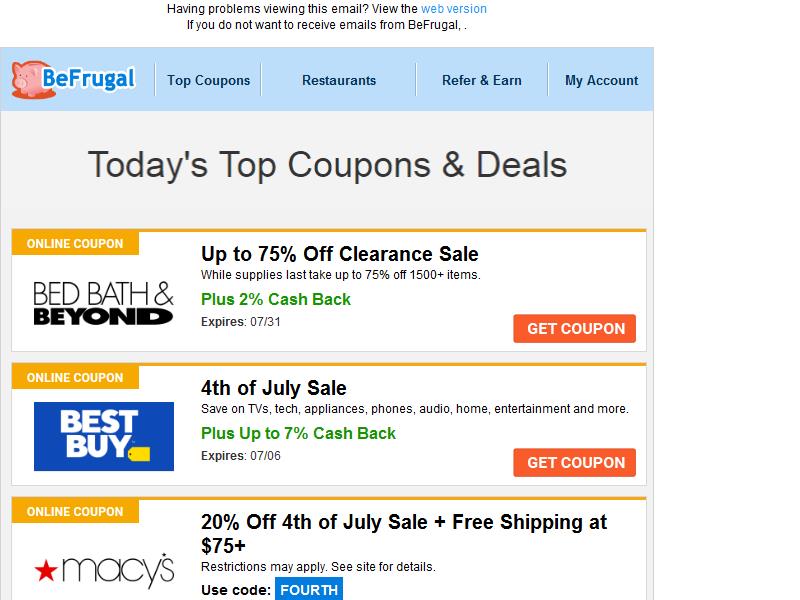 Having problems viewing this email? View the web version
If you do not want to receive emails from BeFrugal, .
BeFrugal
Top Coupons
Restaurants
Refer & Earn
My Account
Today's Top Coupons & Deals
ONLINE COUPON
BED BATH &
BEYOND
Up to 75% Off Clearance Sale
While supplies last take up to 75% off 1500+ items.
Plus 2% Cash Back
Expires: 07/31
GET COUPON
ONLINE COUPON
BEST
BUY
4th of July Sale
Save on TVs, tech, appliances, phones, audio, home, entertainment and more.
Plus Up to 7% Cash Back
Expires: 07/06
GET COUPON
ONLINE COUPON
macy's
20% Off 4th of July Sale + Free Shipping at
$75+
Restrictions may apply. See site for details.
Use code: FOURTH